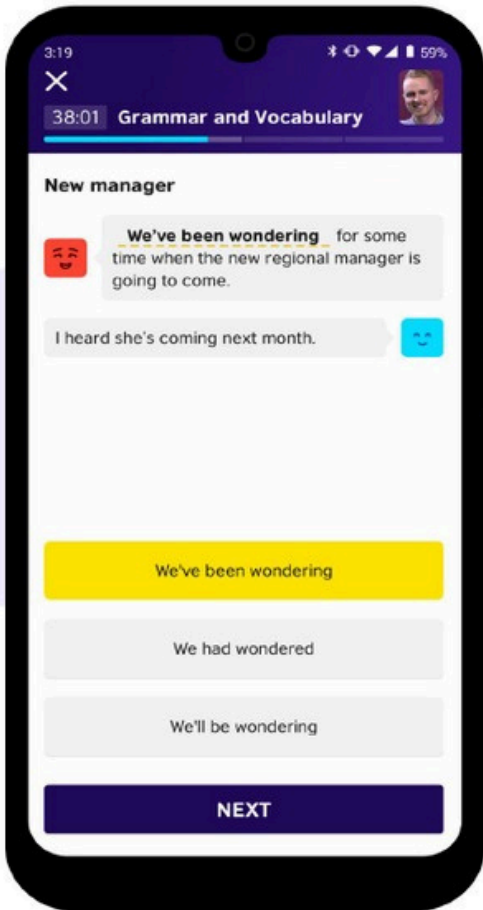 3:19 59%
38:01 Grammar and Vocabulary
New manager
We've been wondering for some
time when the new regional manager is
going to come.
I heard she's coming next month.
We've been wondering
We had wondered
We'll be wondering
NEXT